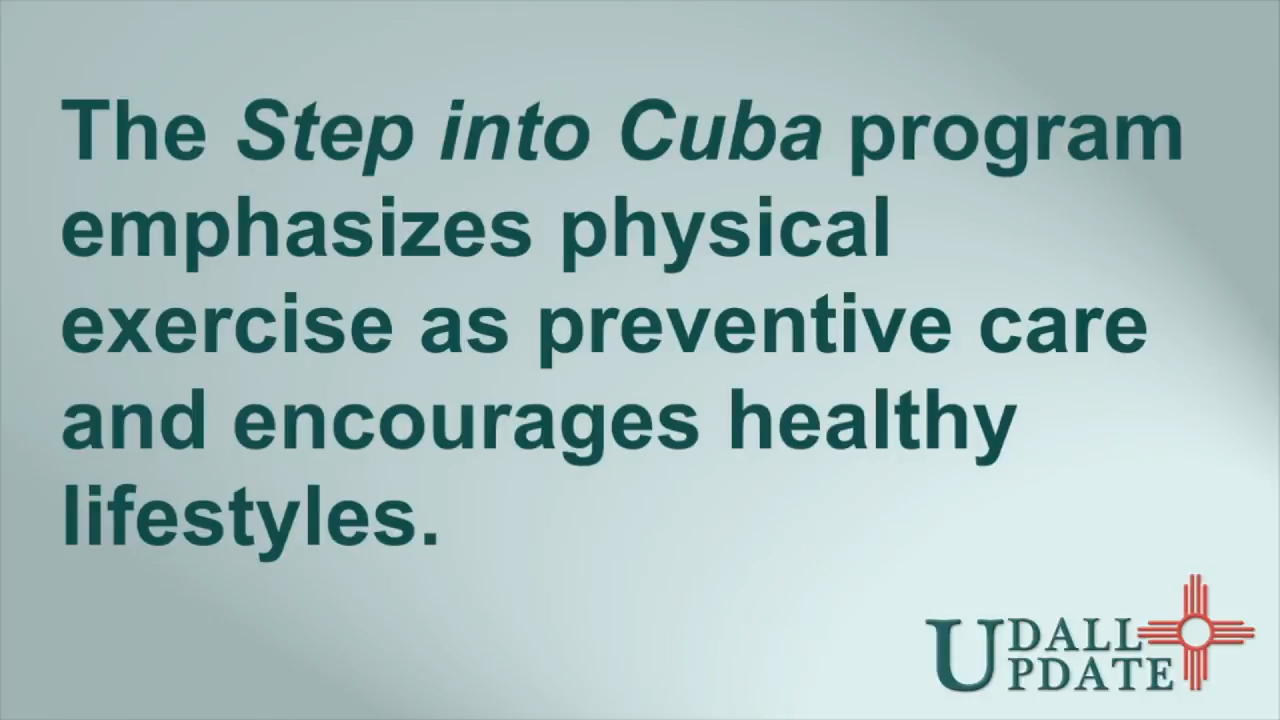 The Step into Cuba program
emphasizes physical
exercise as preventive care
and encourages healthy
lifestyles.
UDALL
UPDATE